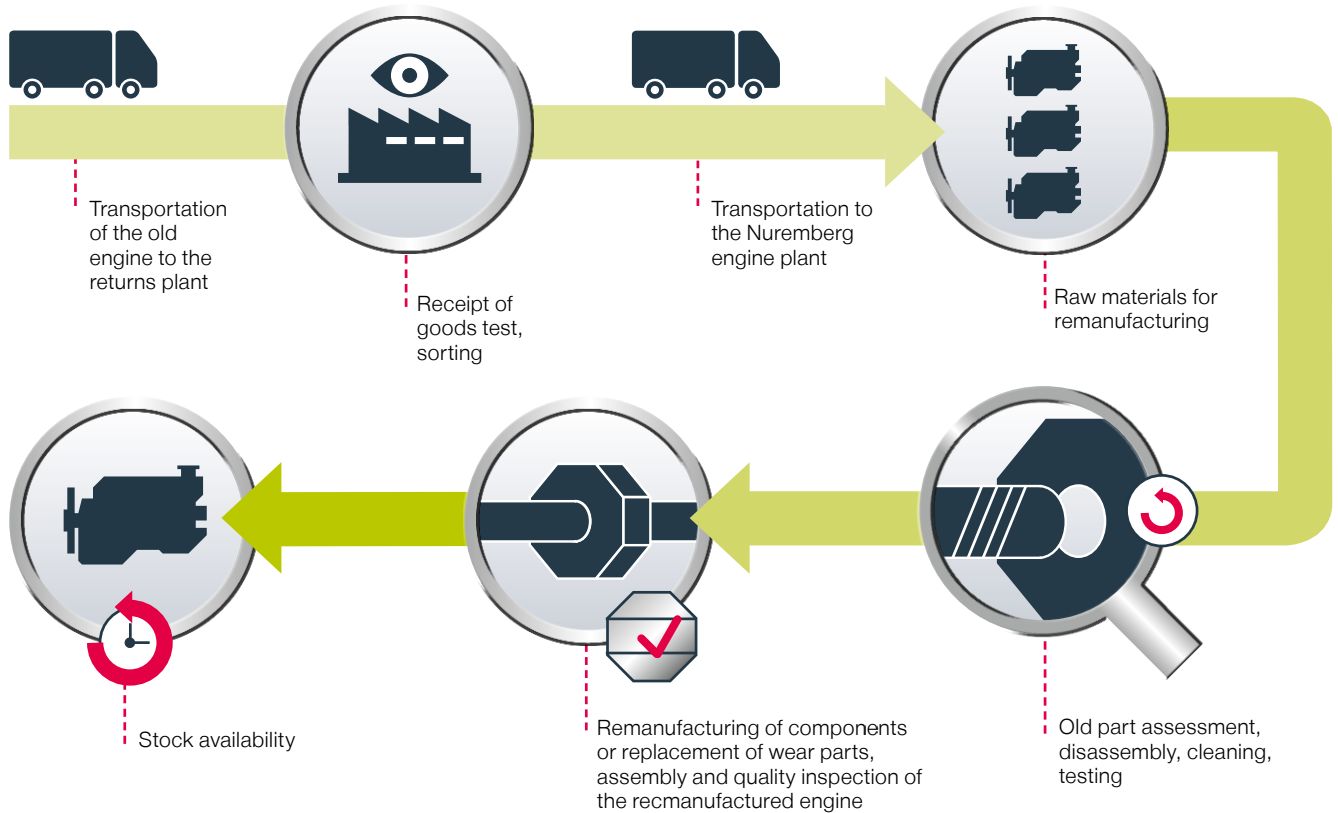 Transportation
of the old
engine to the
returns plant
Receipt of
goods test,
sorting
Transportation to
the Nuremberg
engine plant
Raw materials for
remanufacturing
Old part assessment,
disassembly, cleaning,
testing
Remanufacturing of components
or replacement of wear parts,
assembly and quality inspection of
the recmanufactured engine
Stock availability